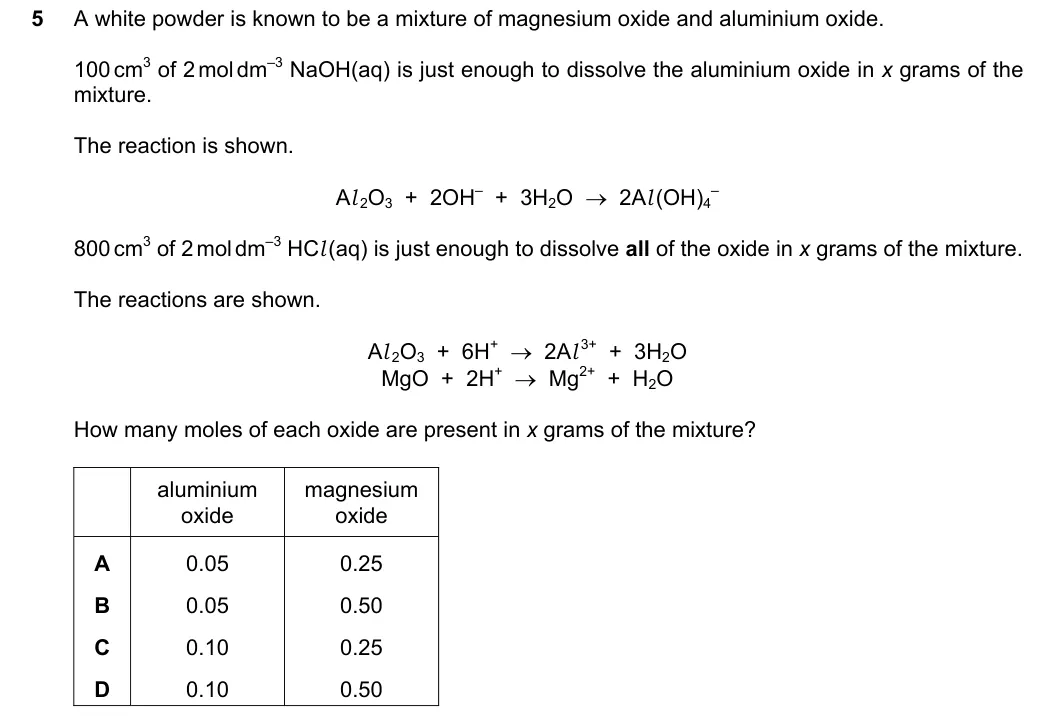 5 A white powder is known to be a mixture of magnesium oxide and aluminium oxide.
100 cm³ of 2 mol dm⁻³ NaOH(aq) is just enough to dissolve the aluminium oxide in x grams of the
mixture.
The reaction is shown.
Al₂O₃ + 2OH⁻ + 3H₂O → 2Al(OH)₄⁻
800 cm³ of 2 mol dm⁻³ HCl(aq) is just enough to dissolve all of the oxide in x grams of the mixture.
The reactions are shown.
Al₂O₃ + 6H⁺ → 2Al³⁺ + 3H₂O
MgO + 2H⁺ → Mg²⁺ + H₂O
How many moles of each oxide are present in x grams of the mixture?
aluminium magnesium
oxide oxide
A 0.05 0.25
B 0.05 0.50
C 0.10 0.25
D 0.10 0.50